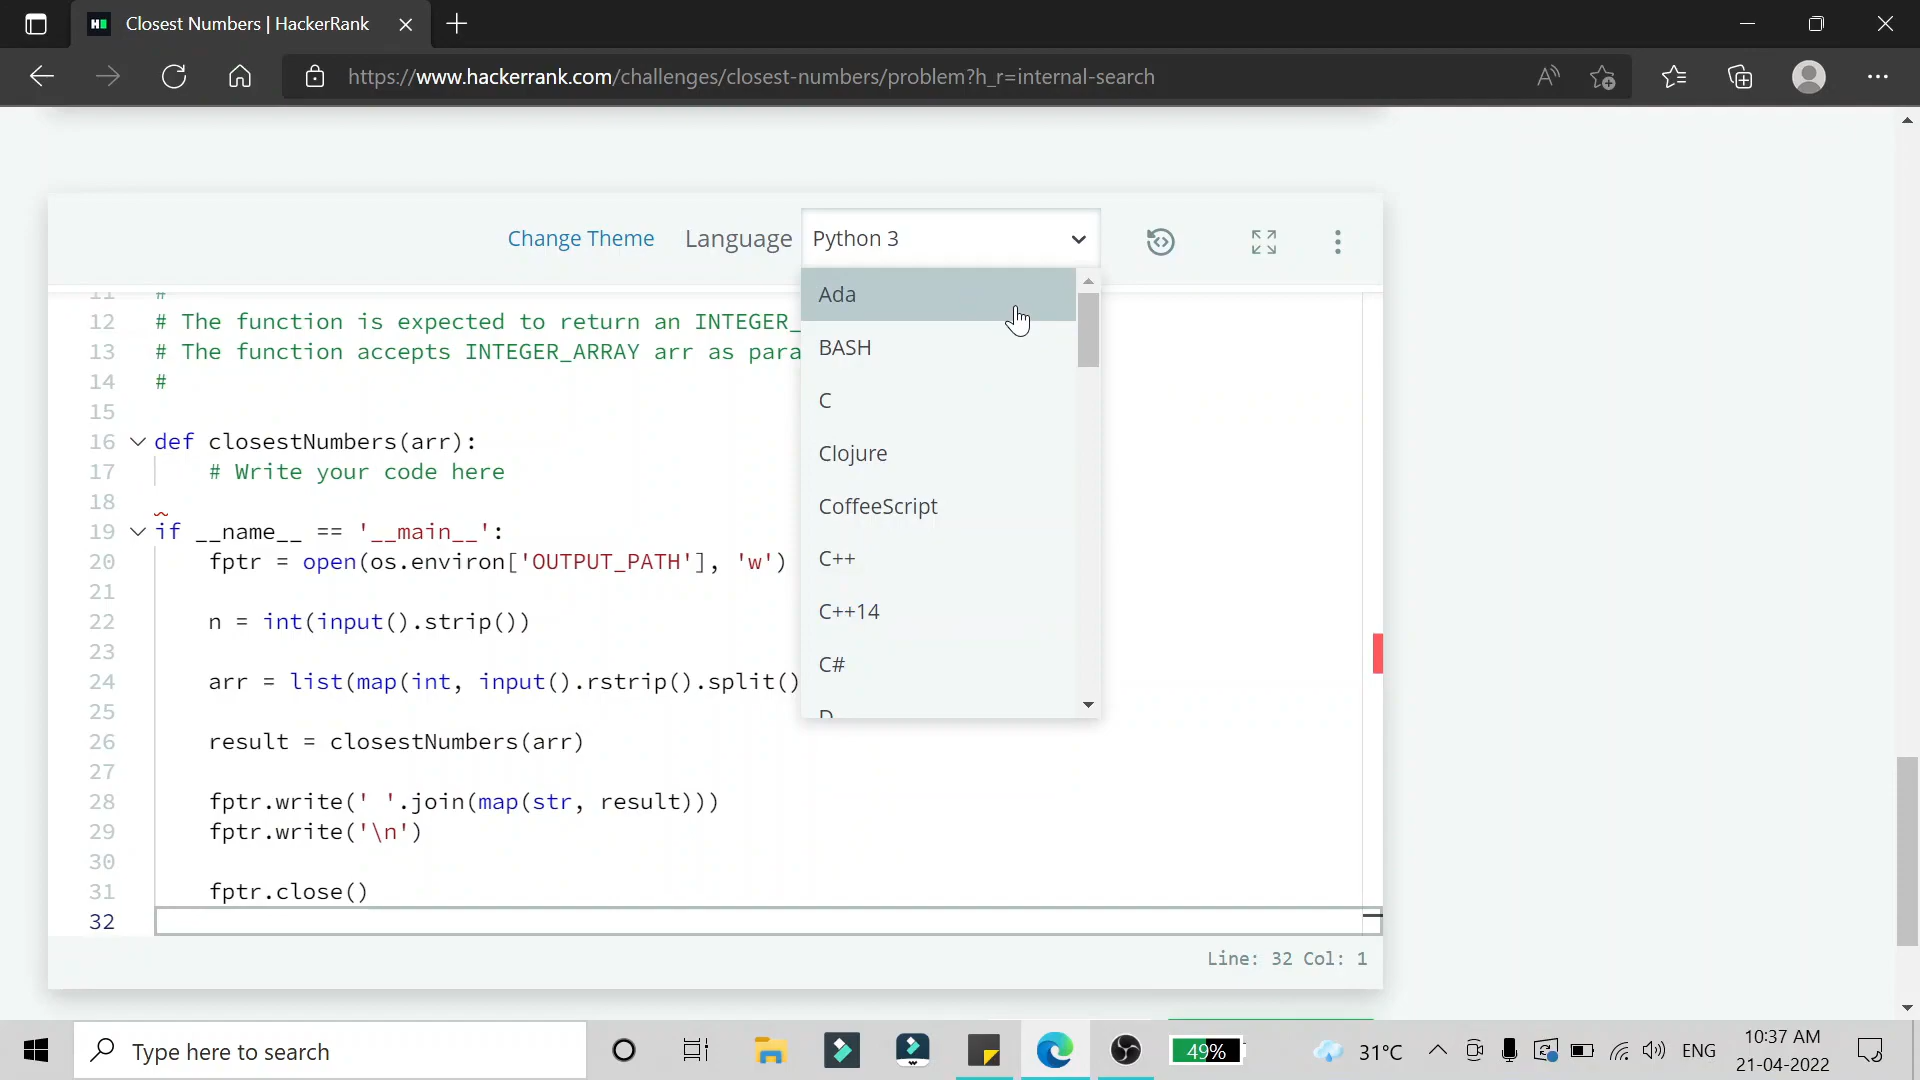 Closest Numbers | HackerRank
https://www.hackerrank.com/challenges/closest-numbers/problem?h_r=internal-search
Change Theme Language Python 3
Ada
BASH
C
Clojure
CoffeeScript
C++
C++14
C#
D
11 #
12 # The function is expected to return an INTEGER_
13 # The function accepts INTEGER_ARRAY arr as para
14 #
15
16 def closestNumbers(arr):
17 # Write your code here
18
19 if __name__ == '__main__':
20 fptr = open(os.environ['OUTPUT_PATH'], 'w')
21
22 n = int(input().strip())
23
24 arr = list(map(int, input().rstrip().split()
25
26 result = closestNumbers(arr)
27
28 fptr.write(' '.join(map(str, result)))
29 fptr.write('\n')
30
31 fptr.close()
32
Line: 32 Col: 1
Type here to search
49%
31°C
ENG
10:37 AM
21-04-2022